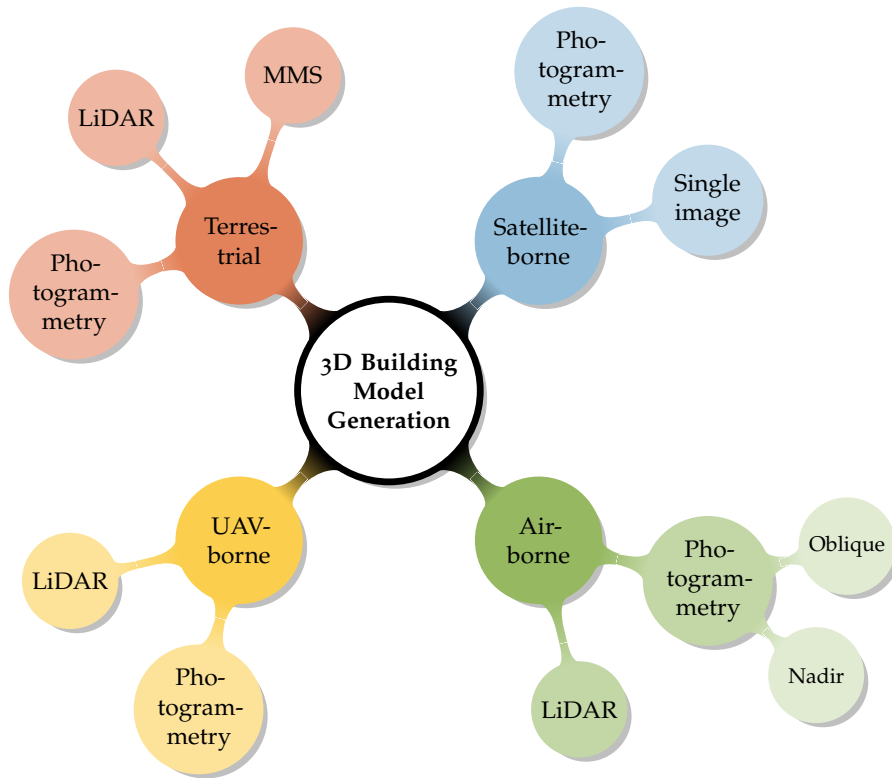 Pho-
togram-
metry
MMS
LiDAR
Single
image
Terres-
trial
Satellite-
borne
Pho-
togram-
metry
3D Building
Model
Generation
UAV-
borne
Air-
borne
LiDAR
Pho-
togram-
metry
Oblique
Pho-
togram-
metry
Nadir
LiDAR